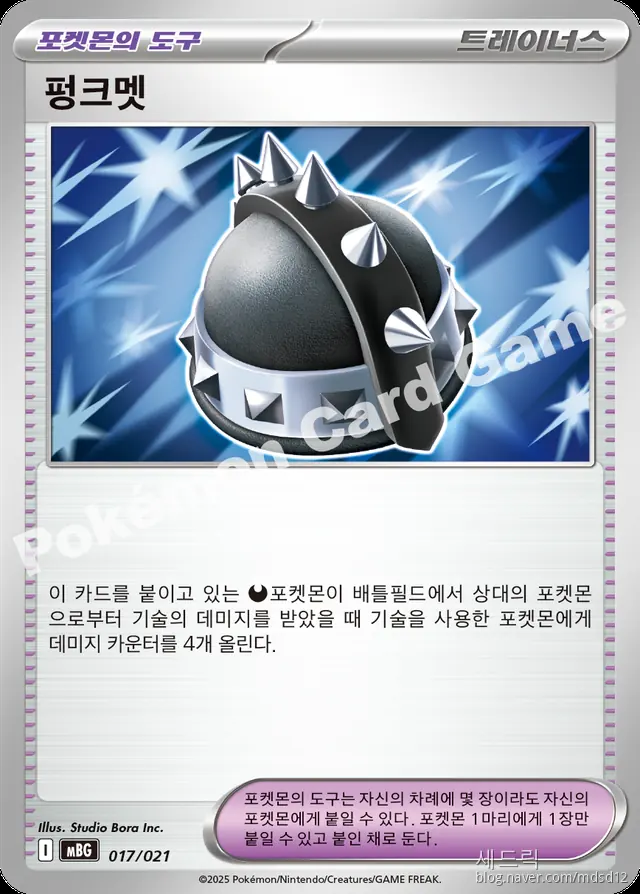 포켓몬의 도구
트레이너스
펑크멧
Pokémon Card Game
이 카드를 붙이고 있는 포켓몬이 배틀필드에서 상대의 포켓몬
으로부터 기술의 데미지를 받았을 때 기술을 사용한 포켓몬에게
데미지 카운터를 4개 올린다.
포켓몬의 도구는 자신의 차례에 몇 장이라도 자신의
포켓몬에게 붙일 수 있다. 포켓몬 1마리에게 1장만
붙일 수 있고 붙인 채로 둔다.
Illus. Studio Bora Inc.
I MBG 017/021
©2025 Pokémon/Nintendo/Creatures/GAME FREAK.
세드릭
blog.naver.com/mdsd12